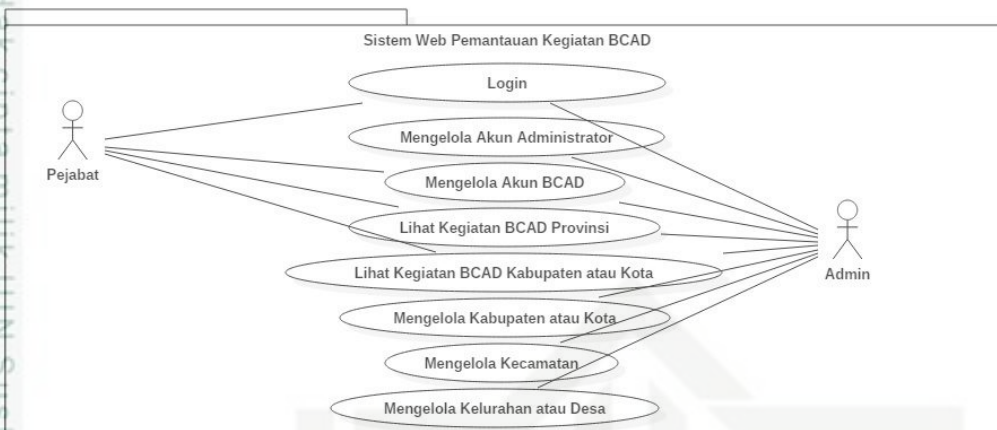 Sistem Web Pemantauan Kegiatan BCAD
Login
Mengelola Akun Administrator
Pejabat
Mengelola Akun BCAD
Lihat Kegiatan BCAD Provinsi
Lihat Kegiatan BCAD Kabupaten atau Kota
Admin
Mengelola Kabupaten atau Kota
Mengelola Kecamatan
Mengelola Kelurahan atau Desa